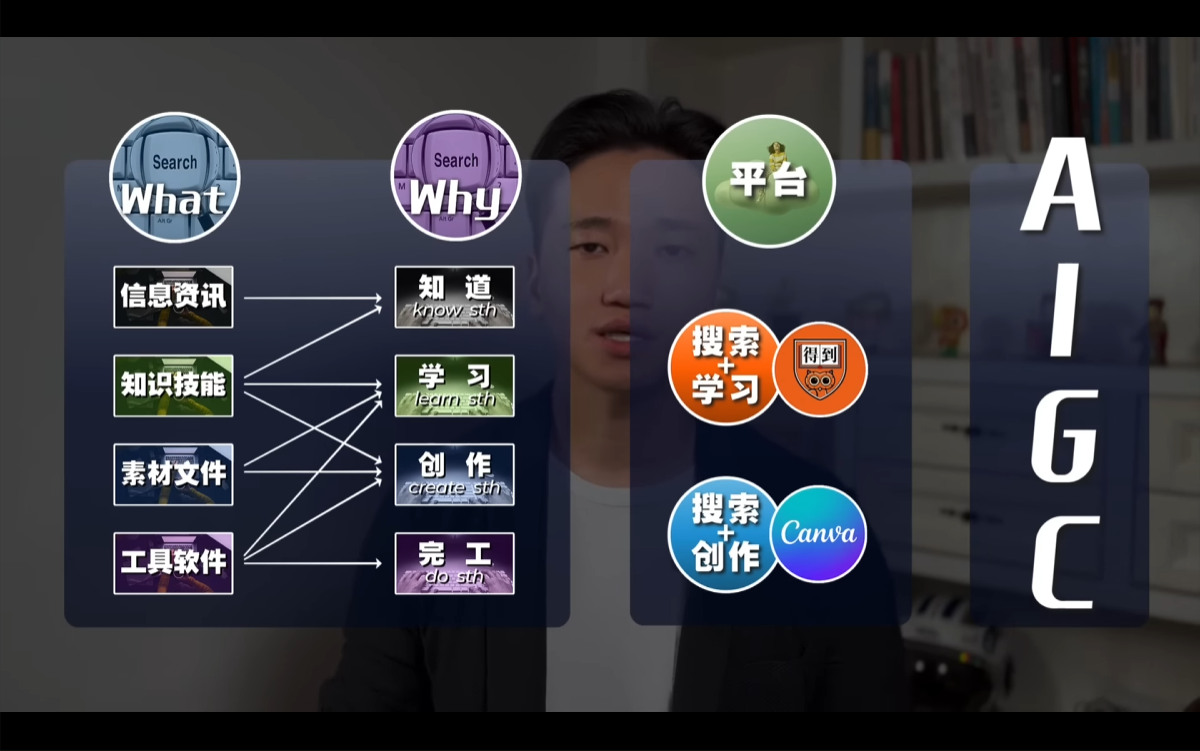 Search
What
信息资讯
知识技能
素材文件
工具软件
Search
Why
M
知 道
know sth
学 习
learn sth
创 作
create sth
完 工
do sth
平台
搜索
+
学习
得到
搜索
+
创作
Canva
A
I
G
C